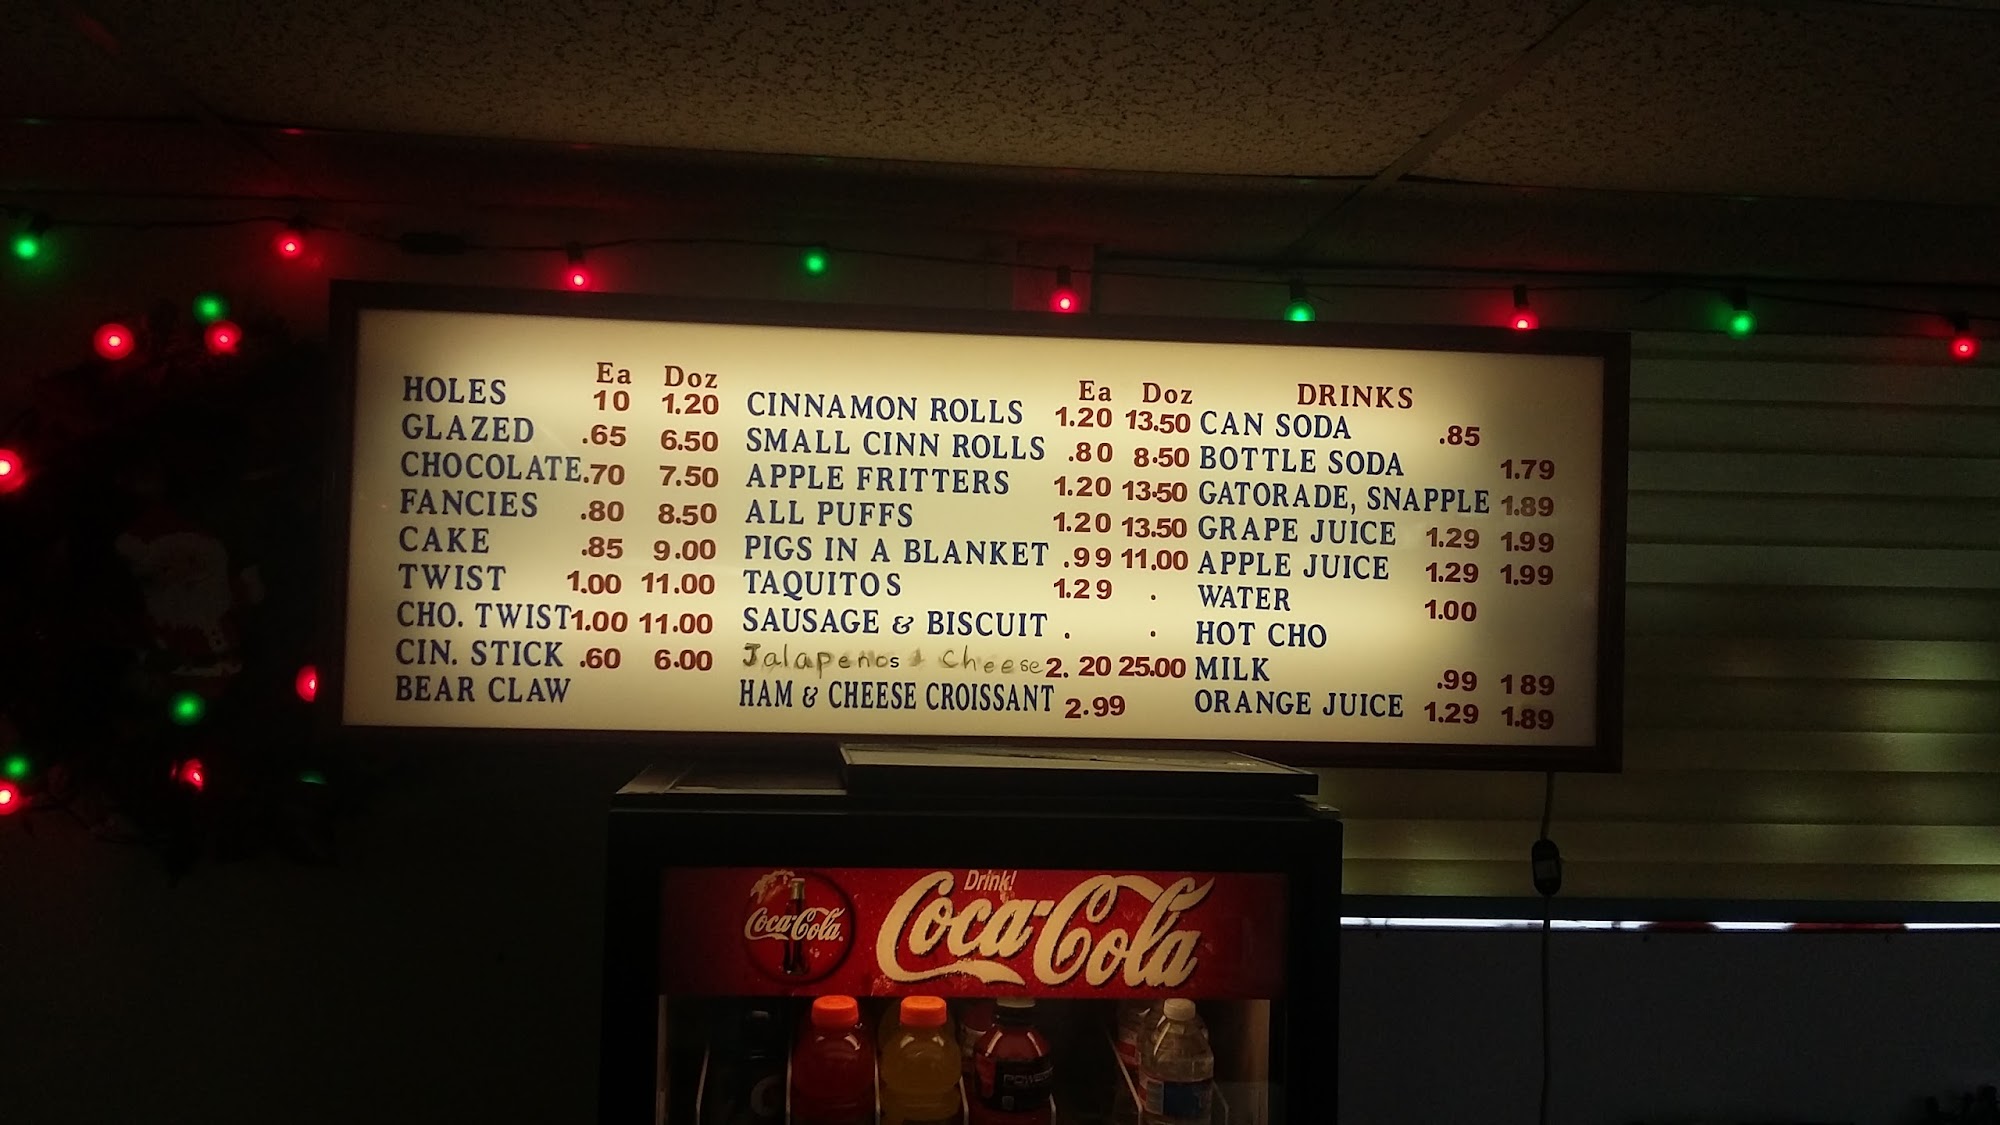 Ea Doz
HOLES 10 1.20
GLAZED .65 6.50
CHOCOLATE .70 7.50
FANCIES .80 8.50
CAKE .85 9.00
TWIST 1.00 11.00
CHO. TWIST 1.00 11.00
CIN. STICK .60 6.00
BEAR CLAW
Ea Doz
CINNAMON ROLLS 1.20 13.50
SMALL CINN ROLLS .80 8.50
APPLE FRITTERS 1.20 13.50
ALL PUFFS 1.20 13.50
PIGS IN A BLANKET .99 11.00
TAQUITOS 1.29 .
SAUSAGE & BISCUIT . .
Jalapenos & Cheese 2.20 25.00
HAM & CHEESE CROISSANT 2.99
DRINKS
CAN SODA .85
BOTTLE SODA 1.79
GATORADE, SNAPPLE 1.89
GRAPE JUICE 1.29 1.99
APPLE JUICE 1.29 1.99
WATER 1.00
HOT CHO
MILK .99 1 89
ORANGE JUICE 1.29 1.89
Coca-Cola
Drink!
Coca-Cola